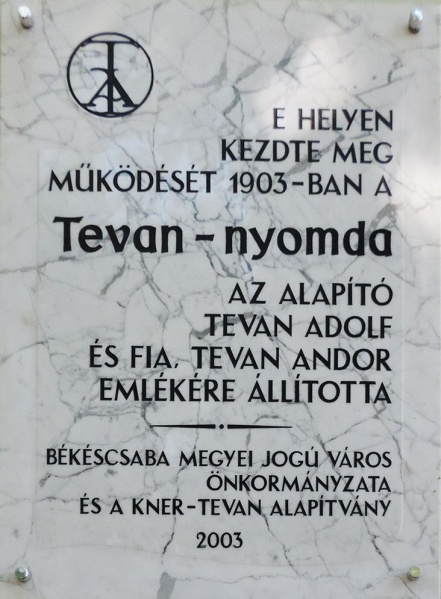 E HELYEN
KEZDTE MEG
MŰKÖDÉSÉT 1903-BAN A
Tevan-nyomda
AZ ALAPÍTÓ
TEVAN ADOLF
ÉS FIA, TEVAN ANDOR
EMLÉKÉRE ÁLLÍTOTTA
BÉKÉSCSABA MEGYEI JOGÚ VÁROS
ÖNKORMÁNYZATA
ÉS A KNER-TEVAN ALAPÍTVÁNY
2003